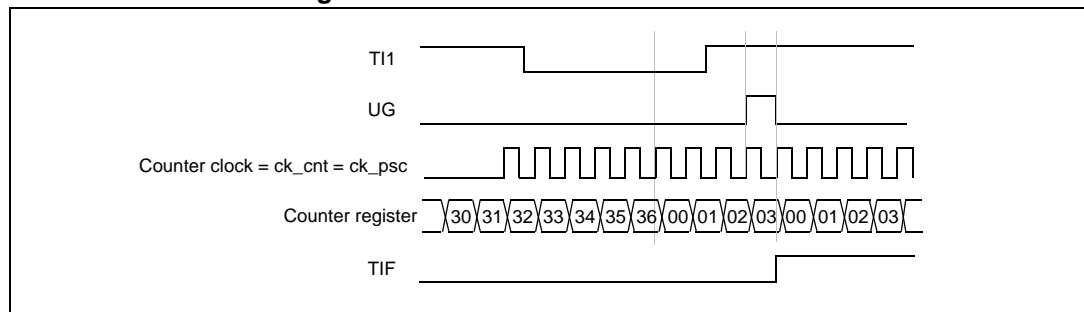 TI1
UG
Counter clock = ck_cnt = ck_psc
Counter register 30 31 32 33 34 35 36 00 01 02 03 00 01 02 03
TIF